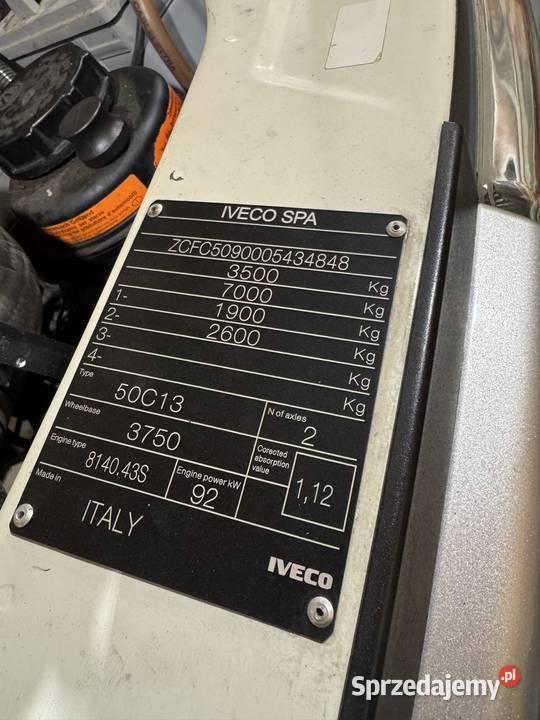 IVECO SPA
ZCFC5090005434848
3500 Kg
1- 7000 Kg
2- 1900 Kg
3- 2600 Kg
4- Kg
Type 50C13 N of axles 2
Wheelbase 3750
Engine type 8140.43S Engine power kW 92 Corected absorption value 1,12
Made in ITALY
IVECO
Sprzedajemy.pl